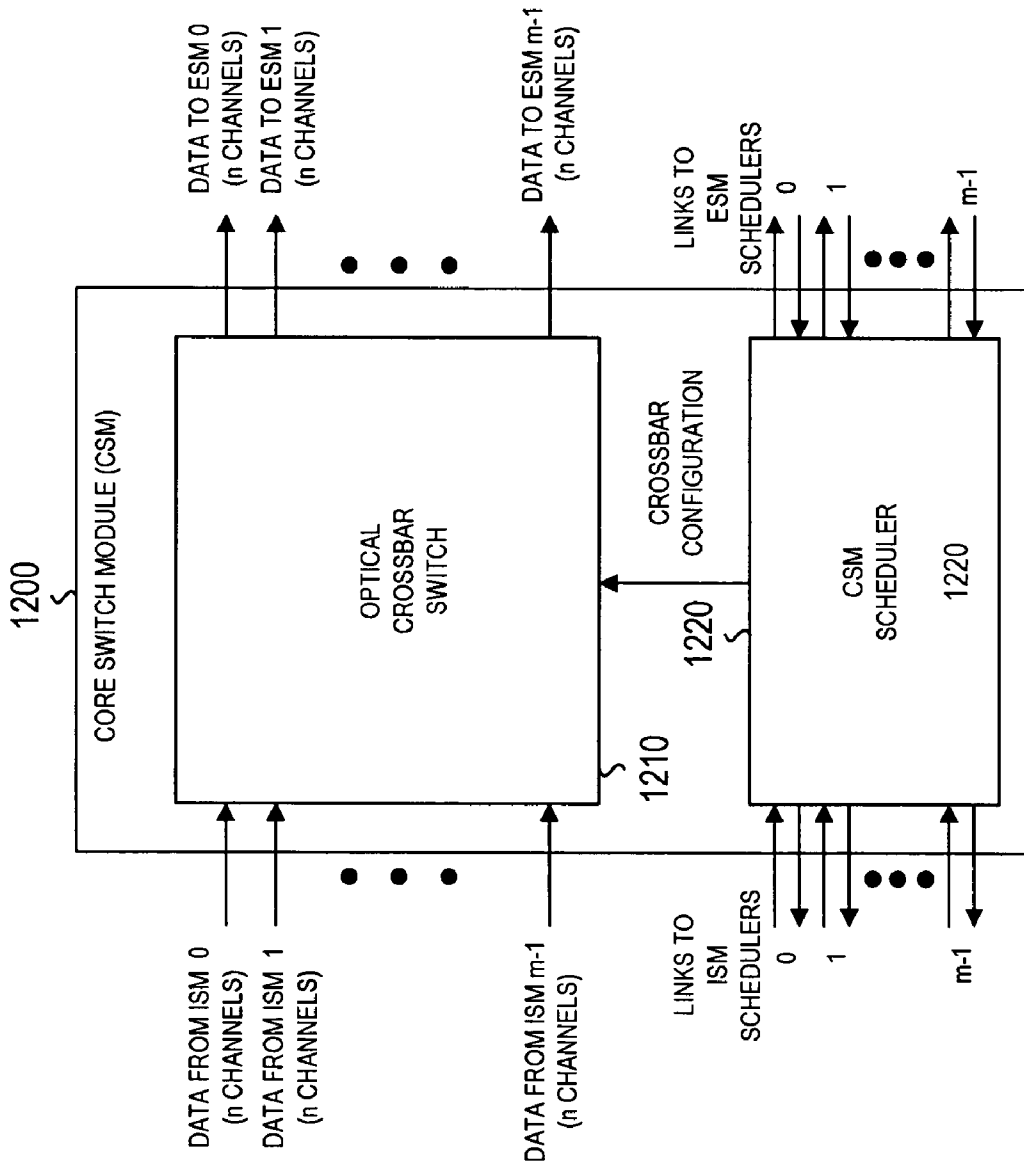 1200
CORE SWITCH MODULE (CSM)
DATA FROM ISM 0
(n CHANNELS)
DATA FROM ISM 1
(n CHANNELS)
DATA FROM ISM m-1
(n CHANNELS)
OPTICAL
CROSSBAR
SWITCH
1210
DATA TO ESM 0
(n CHANNELS)
DATA TO ESM 1
(n CHANNELS)
DATA TO ESM m-1
(n CHANNELS)
CROSSBAR
CONFIGURATION
1220
LINKS TO
ISM
SCHEDULERS
0
1
m-1
CSM
SCHEDULER
1220
LINKS TO
ESM
SCHEDULERS
0
1
m-1